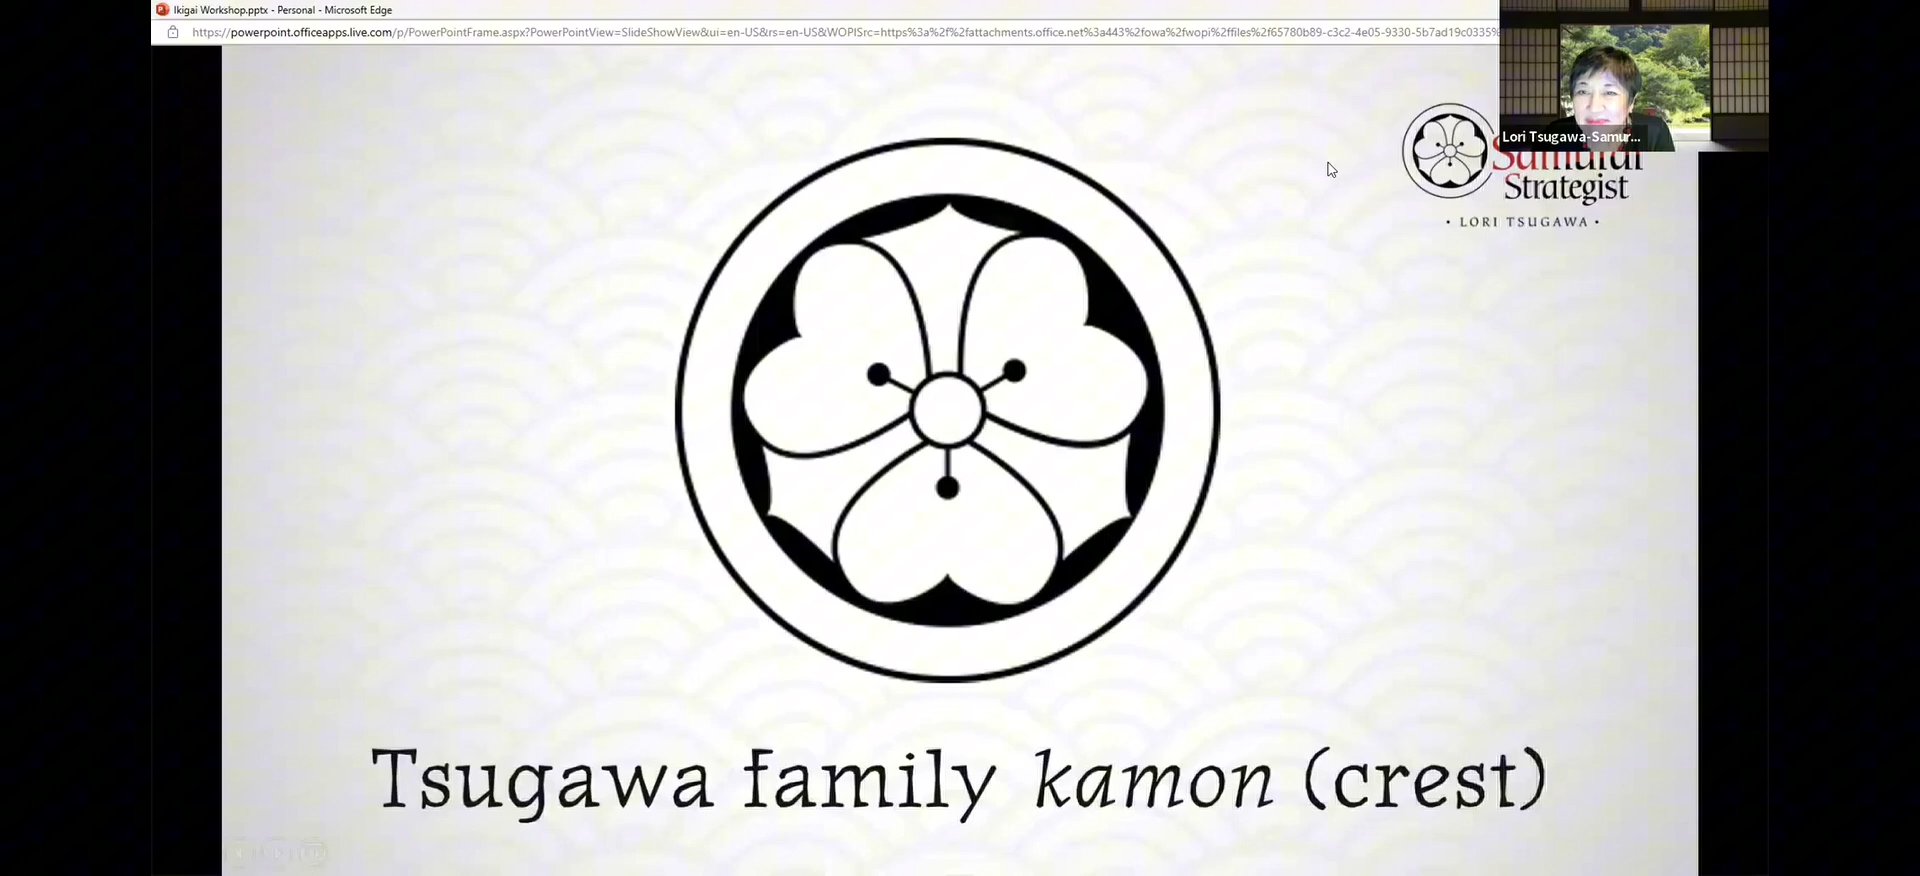 Ikigai Workshop.pptx - Personal - Microsoft Edge
https://powerpoint.officeapps.live.com/p/PowerPointFrame.aspx?PowerPointView=SlideShowView&ui=en-US&rs=en-US&WOPISrc=https%3a%2f%2fattachments.office.net%3a443%2fowa%2fwopi%2ffiles%2f65780b89-c3c2-4e05-9330-5b7ad19c0335%
Lori Tsugawa-Samur...
Samurai
Strategist
• LORI TSUGAWA •
Tsugawa family kamon (crest)